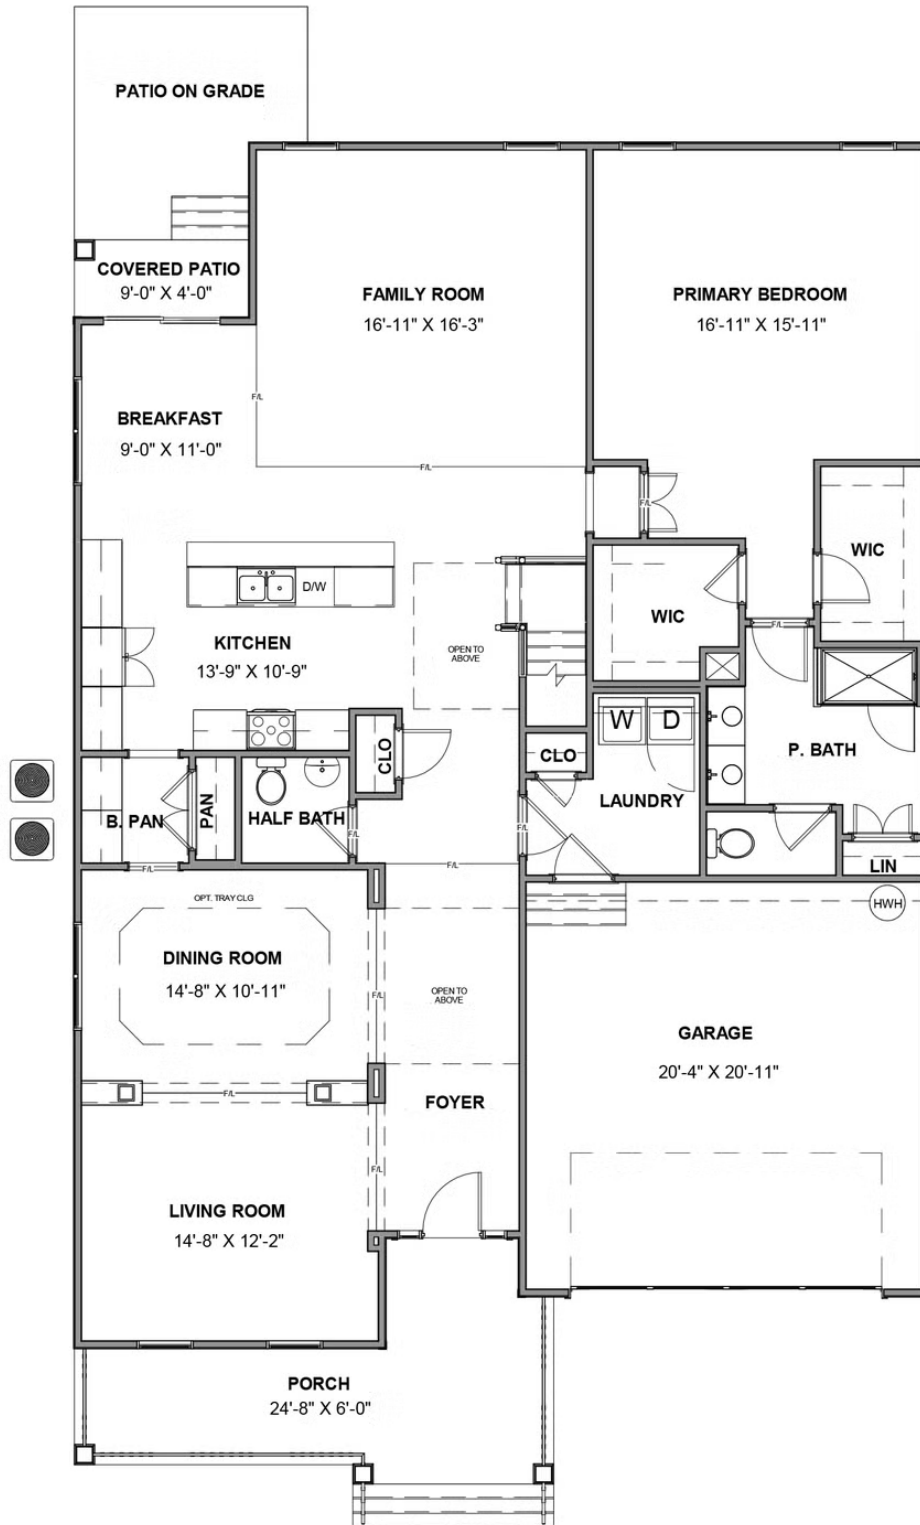 PATIO ON GRADE
COVERED PATIO
9'-0" X 4'-0"
FAMILY ROOM
16'-11" X 16'-3"
PRIMARY BEDROOM
16'-11" X 15'-11"
F/L
BREAKFAST
9'-0" X 11'-0"
F/L
F/L
WIC
D/W
WIC
F/L
KITCHEN
13'-9" X 10'-9"
OPEN TO
ABOVE
W
D
CLO
CLO
P. BATH
LAUNDRY
B. PAN
PAN
HALF BATH
F/L
F/L
F/L
F/L
LIN
HWH
OPT. TRAY CLG
DINING ROOM
14'-8" X 10'-11"
F/L
OPEN TO
ABOVE
GARAGE
20'-4" X 20'-11"
F/L
FOYER
F/L
LIVING ROOM
14'-8" X 12'-2"
PORCH
24'-8" X 6'-0"